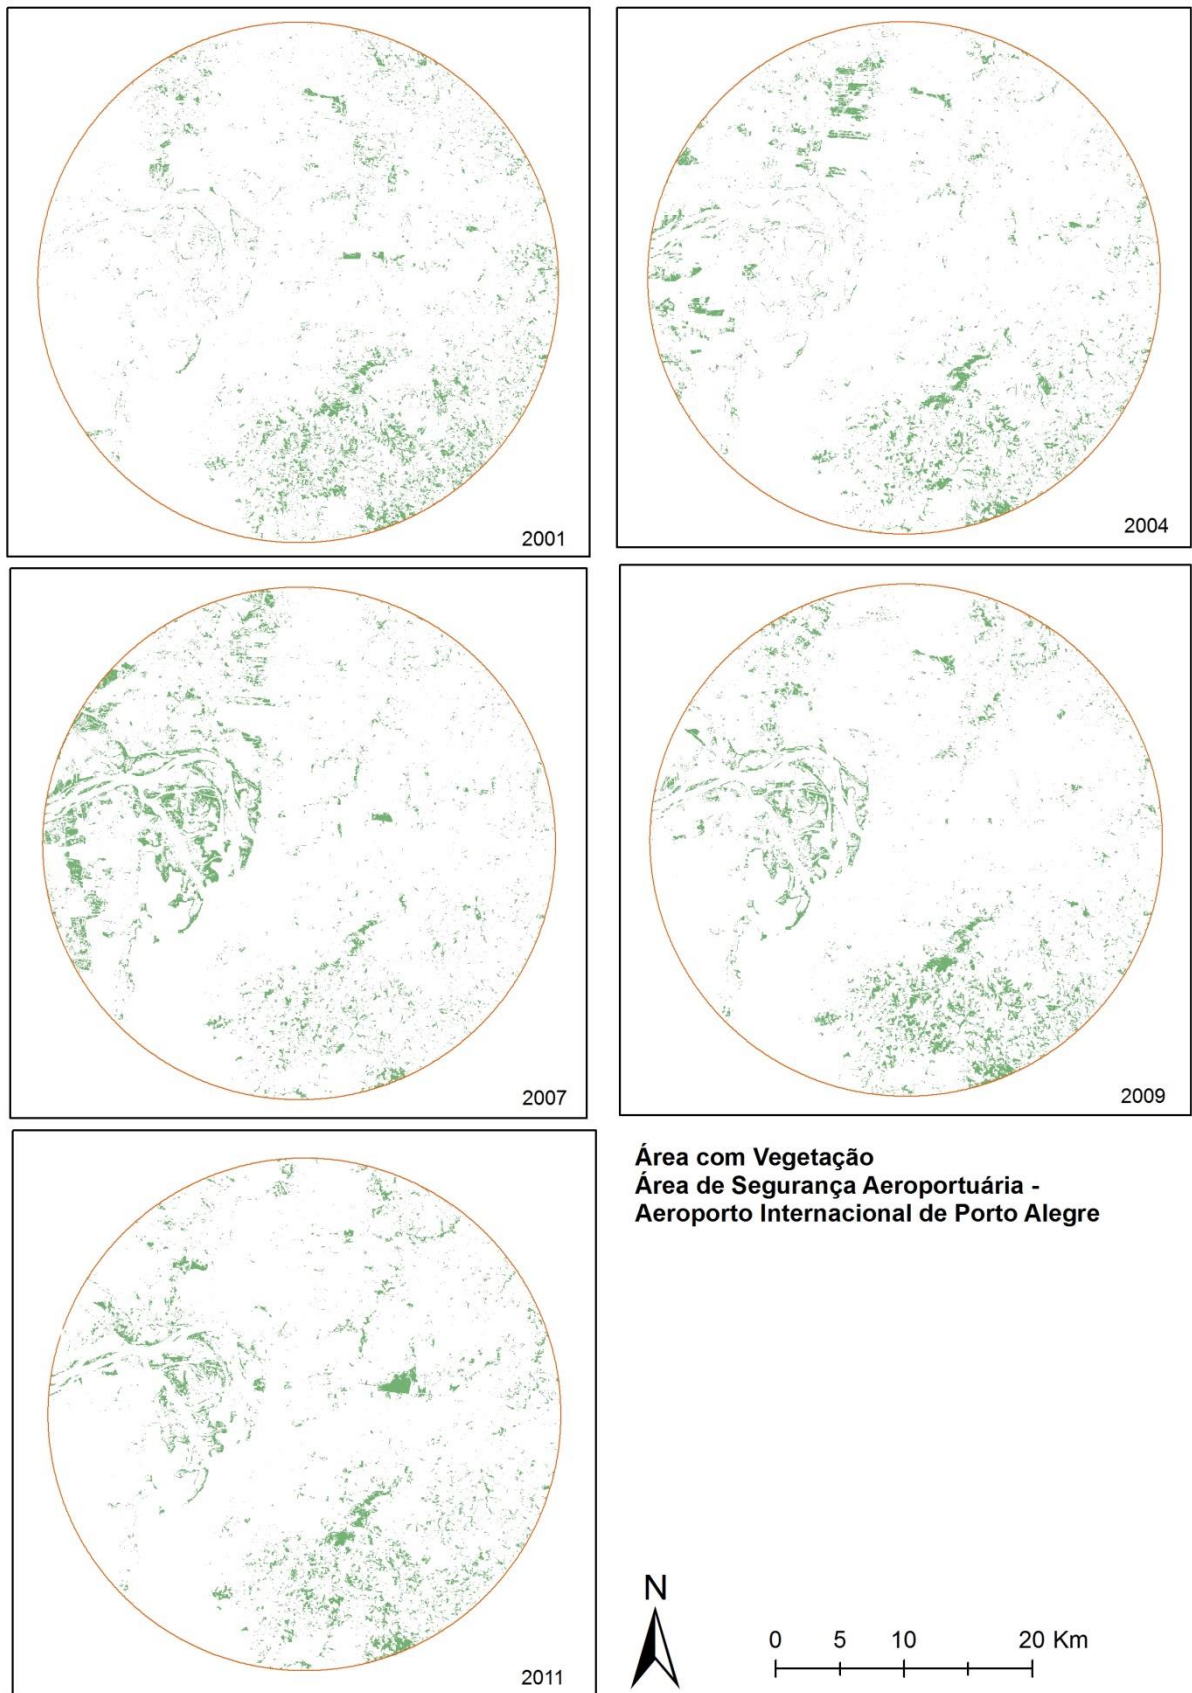 2001
2004
2007
2009
2011
Área com Vegetação
Área de Segurança Aeroportuária -
Aeroporto Internacional de Porto Alegre
N
0 5 10 20 Km